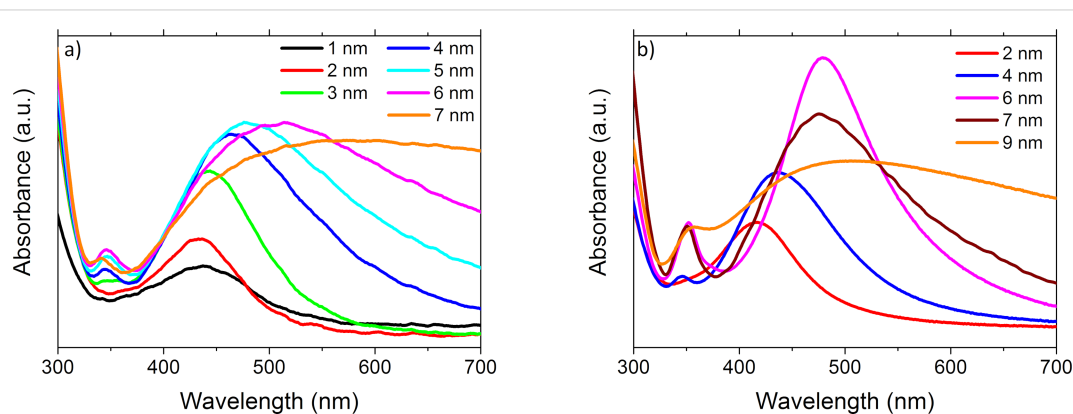 a)
1 nm
2 nm
3 nm
4 nm
5 nm
6 nm
7 nm
Absorbance (a.u.)
300 400 500 600 700
Wavelength (nm)
b)
2 nm
4 nm
6 nm
7 nm
9 nm
Absorbance (a.u.)
300 400 500 600 700
Wavelength (nm)